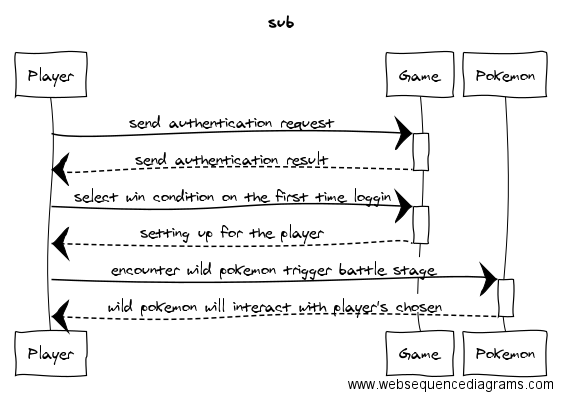 sub
Player Game Pokemon
send authentication request
send authentication result
select win condition on the first time loggin
setting up for the player
encounter wild pokemon trigger battle stage
wild pokemon will interact with player's chosen
Player Game Pokemon
www.websequencediagrams.com